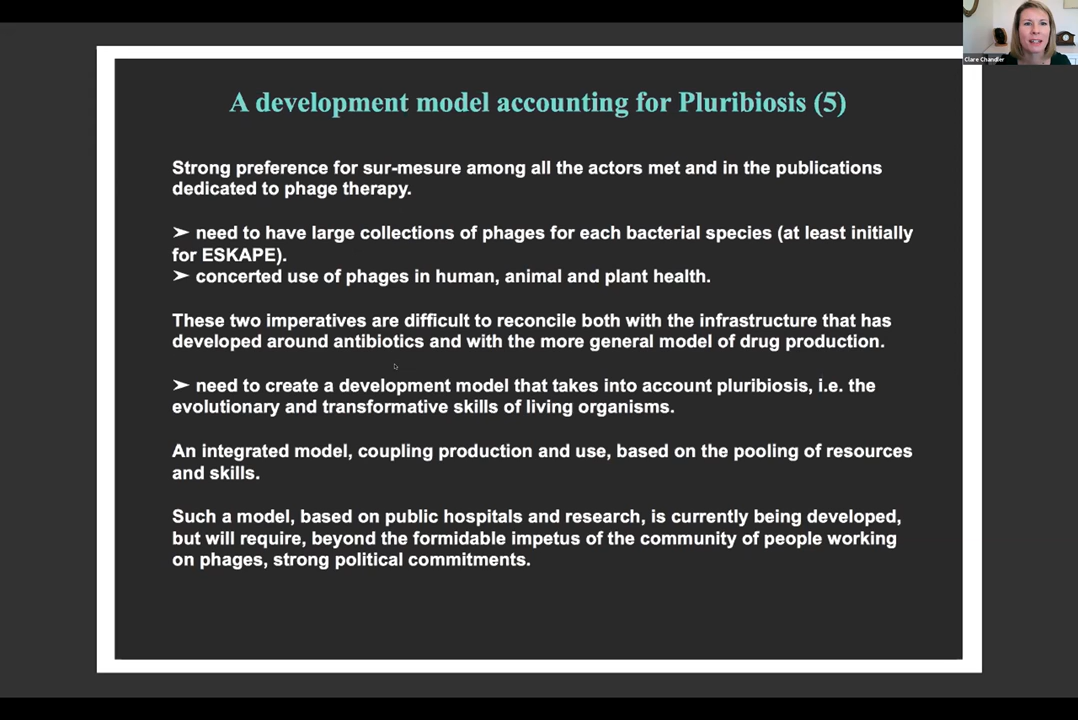 Clare Chandler
A development model accounting for Pluribiosis (5)
Strong preference for sur-mesure among all the actors met and in the publications
dedicated to phage therapy.
➢ need to have large collections of phages for each bacterial species (at least initially
for ESKAPE).
➢ concerted use of phages in human, animal and plant health.
These two imperatives are difficult to reconcile both with the infrastructure that has
developed around antibiotics and with the more general model of drug production.
➢ need to create a development model that takes into account pluribiosis, i.e. the
evolutionary and transformative skills of living organisms.
An integrated model, coupling production and use, based on the pooling of resources
and skills.
Such a model, based on public hospitals and research, is currently being developed,
but will require, beyond the formidable impetus of the community of people working
on phages, strong political commitments.